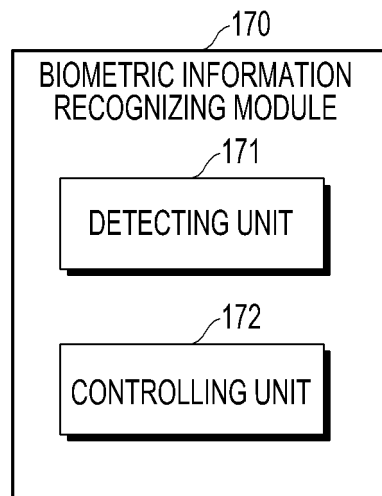 170
BIOMETRIC INFORMATION
RECOGNIZING MODULE
171
DETECTING UNIT
172
CONTROLLING UNIT